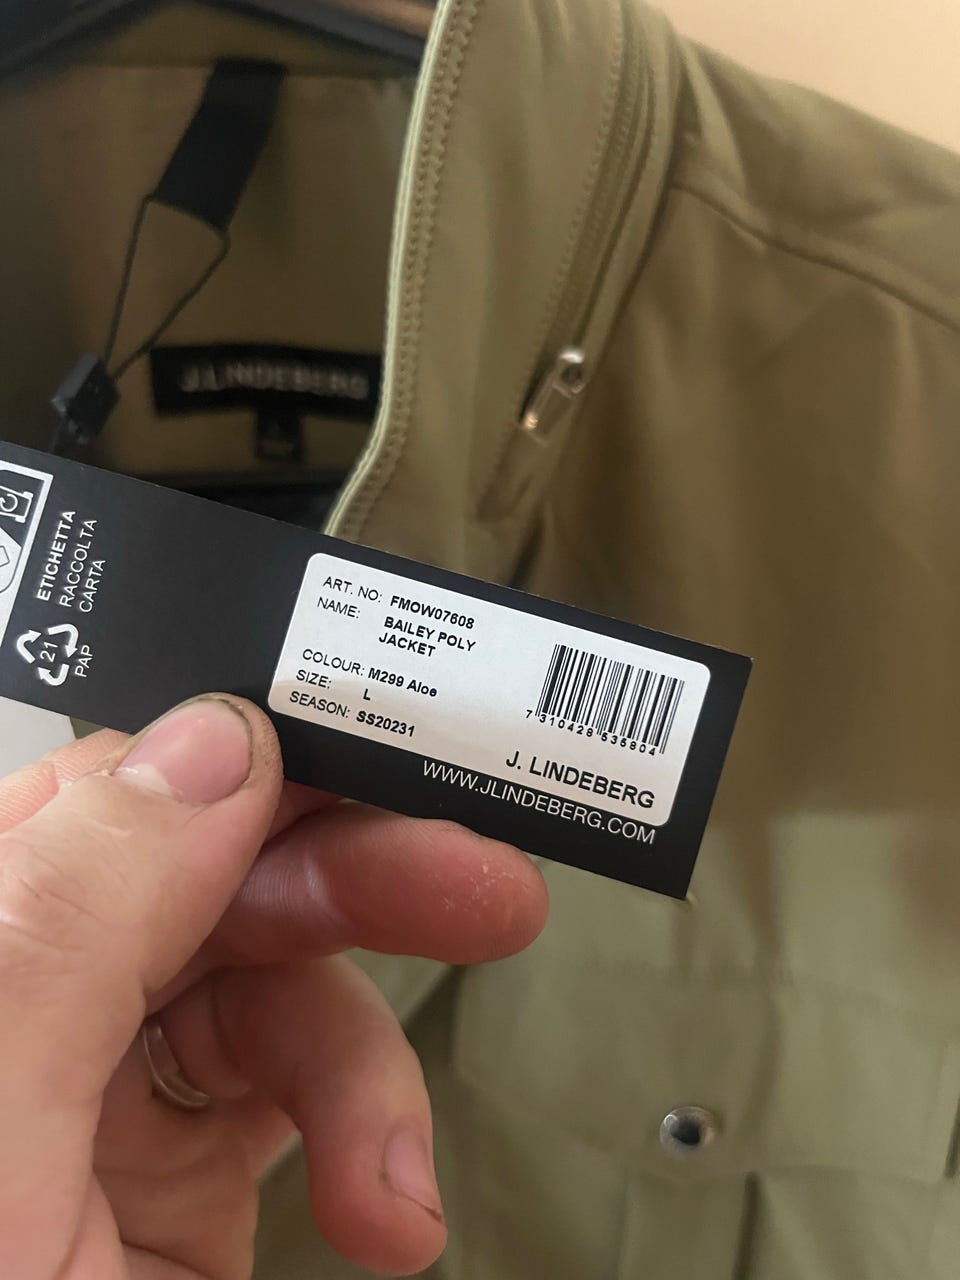 J.LINDEBERG
L
ETICHETTA
RACCOLTA
CARTA
21
PAP
ART. NO: FMOW07608
NAME: BAILEY POLY
JACKET
COLOUR: M299 Aloe
SIZE: L
SEASON: SS20231
7 310428 535804
J. LINDEBERG
WWW.JLINDEBERG.COM